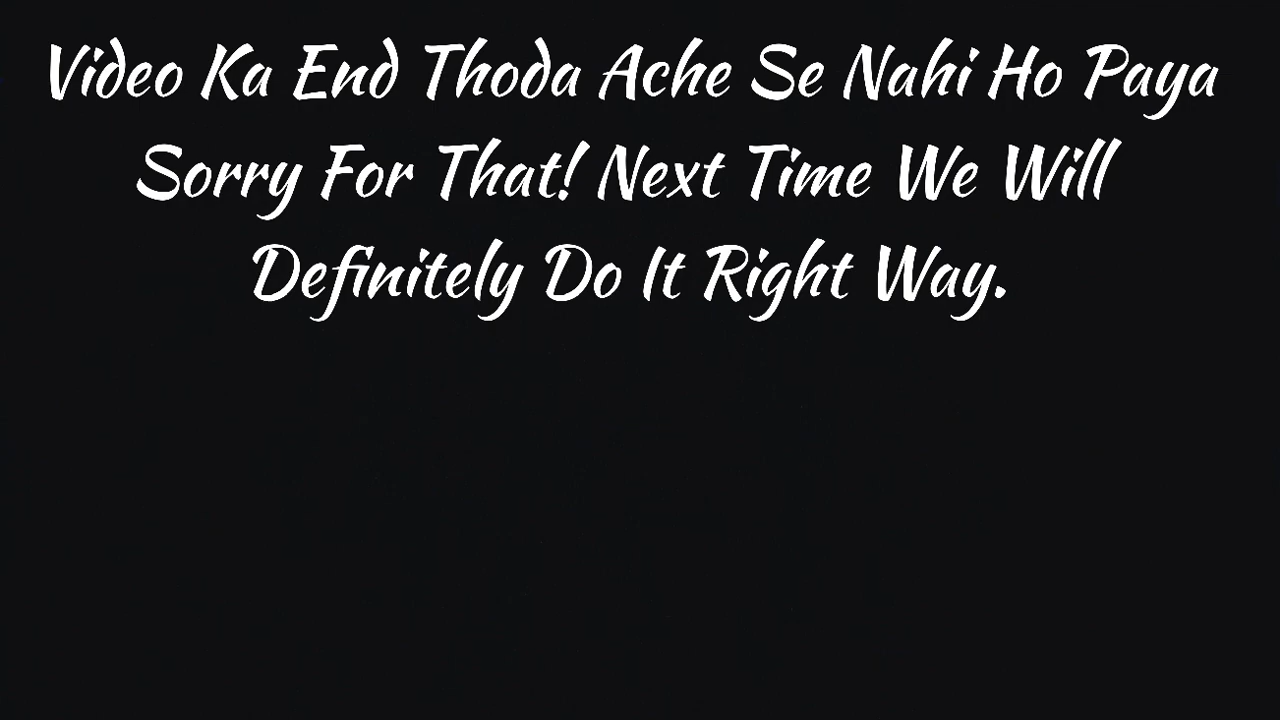 Video Ka End Thoda Ache Se Nahi Ho Paya
Sorry For That! Next Time We Will
Definitely Do It Right Way.